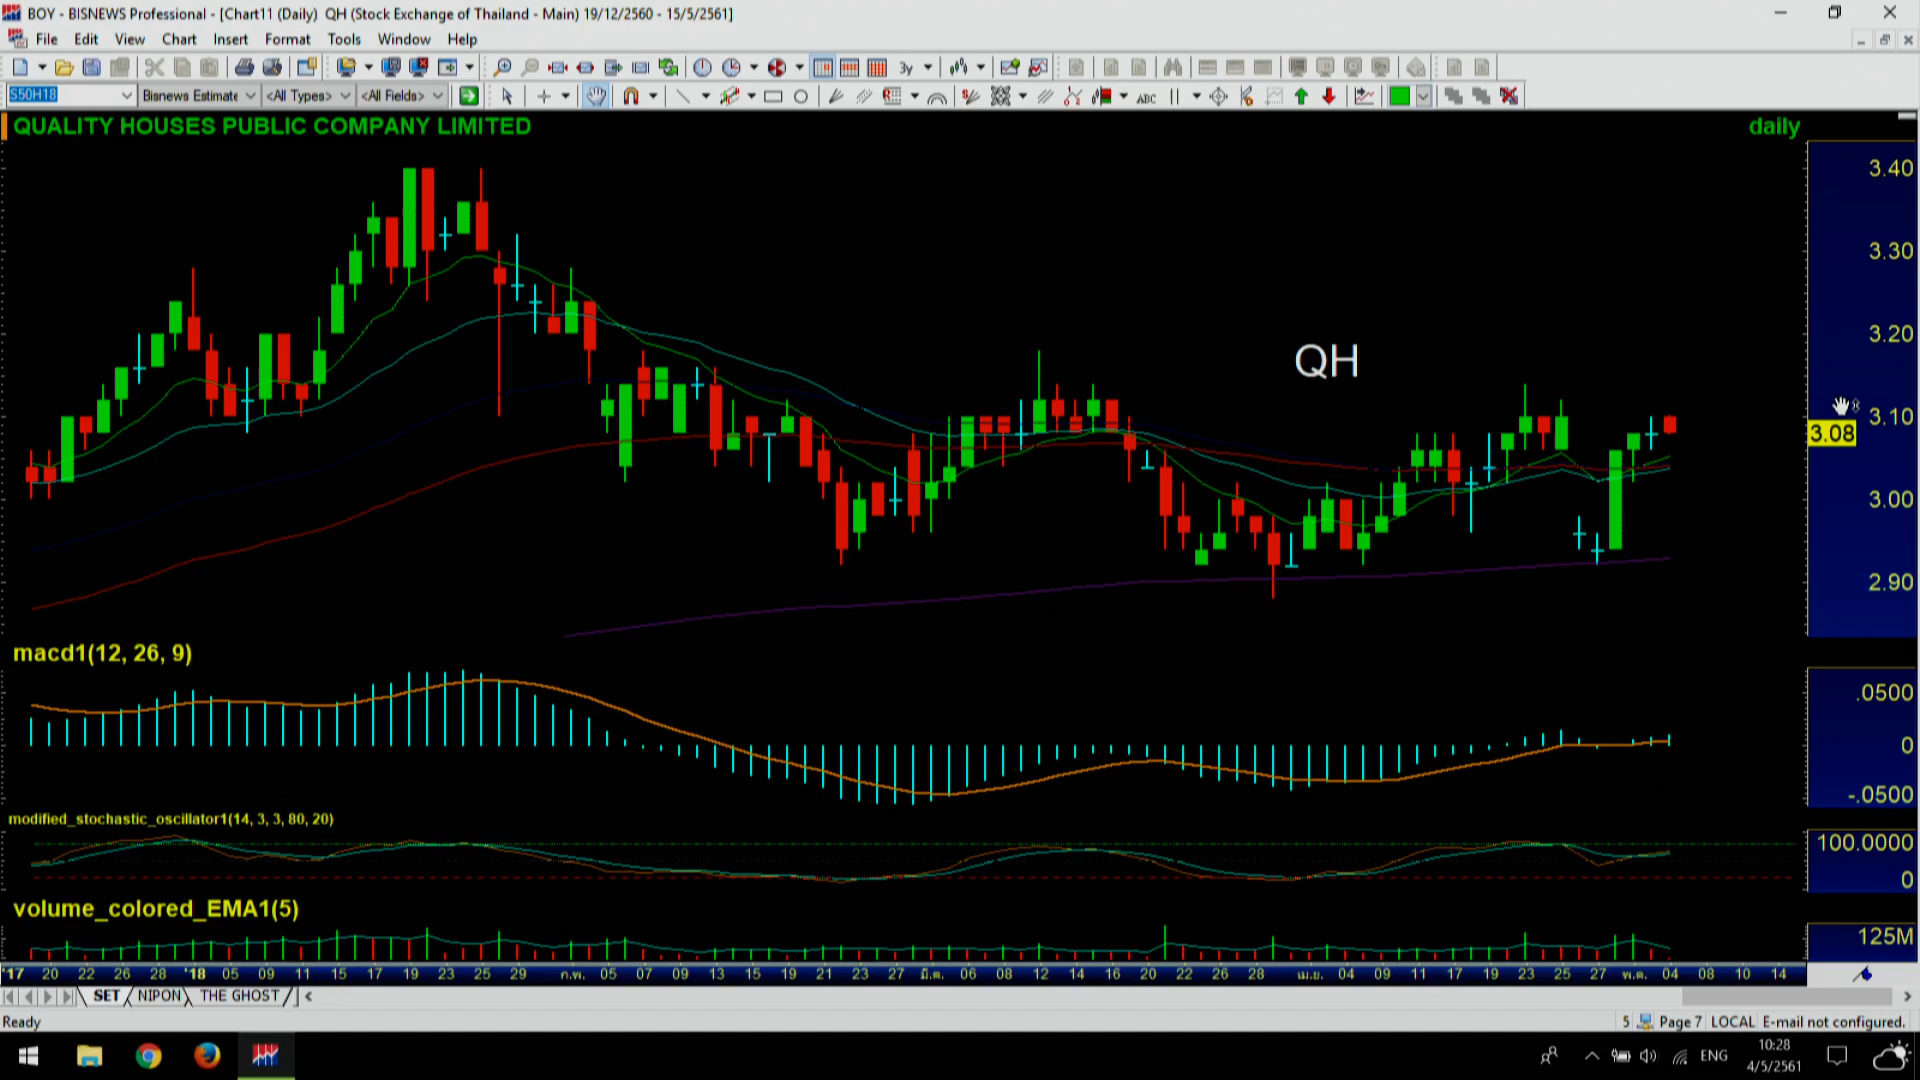 BOY - BISNEWS Professional - [Chart11 (Daily)  QH (Stock Exchange of Thailand - Main) 19/12/2560 - 15/5/2561]
File Edit View Chart Insert Format Tools Window Help
3y
S50H18 Bisnews Estimate <All Types> <All Fields> ABC
QUALITY HOUSES PUBLIC COMPANY LIMITED daily
3.40
3.30
3.20
QH
3.10
3.08
3.00
2.90
macd1(12, 26, 9)
.0500
0
-.0500
modified_stochastic_oscillator1(14, 3, 3, 80, 20)
100.0000
0
volume_colored_EMA1(5)
125M
'17 20 22 26 28 '18 05 09 11 15 17 19 23 25 29 ก.พ. 05 07 09 13 15 19 21 23 27 มี.ค. 06 08 12 14 16 20 22 26 28 เม.ย. 04 09 11 17 19 23 25 27 พ.ค. 04 08 10 14
SET NIPON THE GHOST
Ready 5 Page 7 LOCAL E-mail not configured.
ENG 10:28
4/5/2561